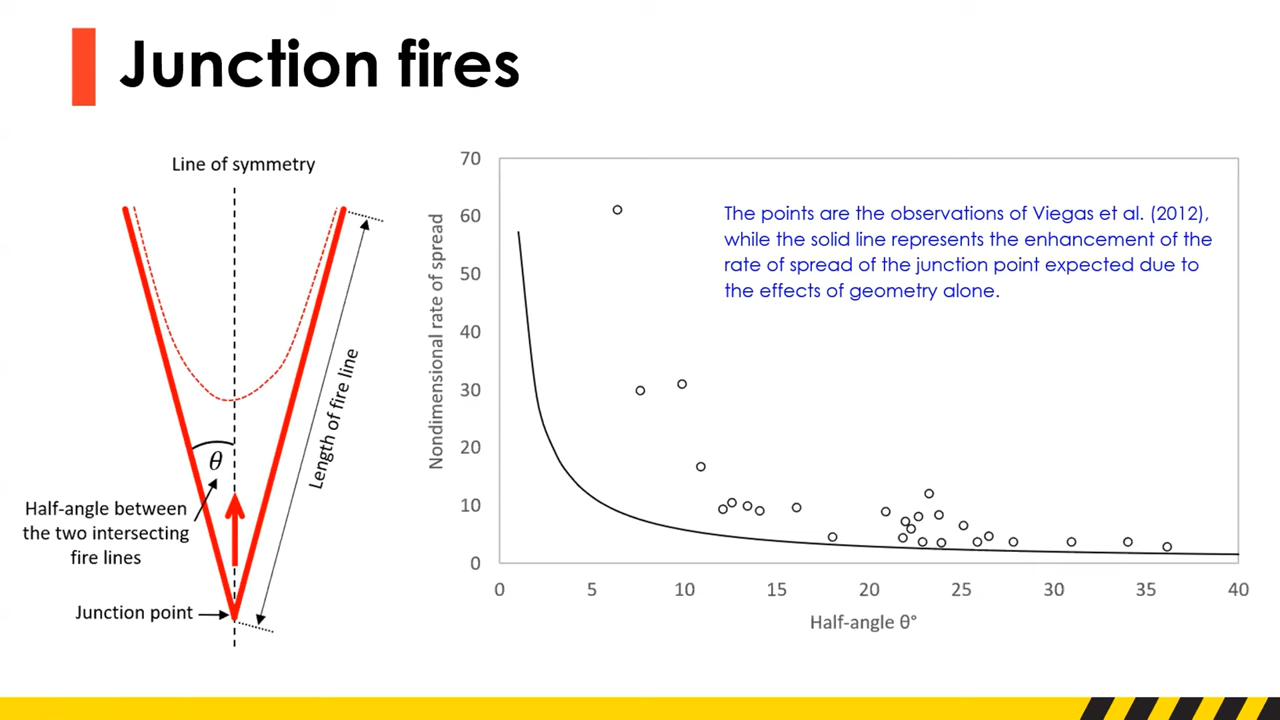 Junction fires
Line of symmetry
Length of fire line
θ
Half-angle between
the two intersecting
fire lines
Junction point
Nondimensional rate of spread
70
60
50
40
30
20
10
0
The points are the observations of Viegas et al. (2012),
while the solid line represents the enhancement of the
rate of spread of the junction point expected due to
the effects of geometry alone.
0 5 10 15 20 25 30 35 40
Half-angle θ°